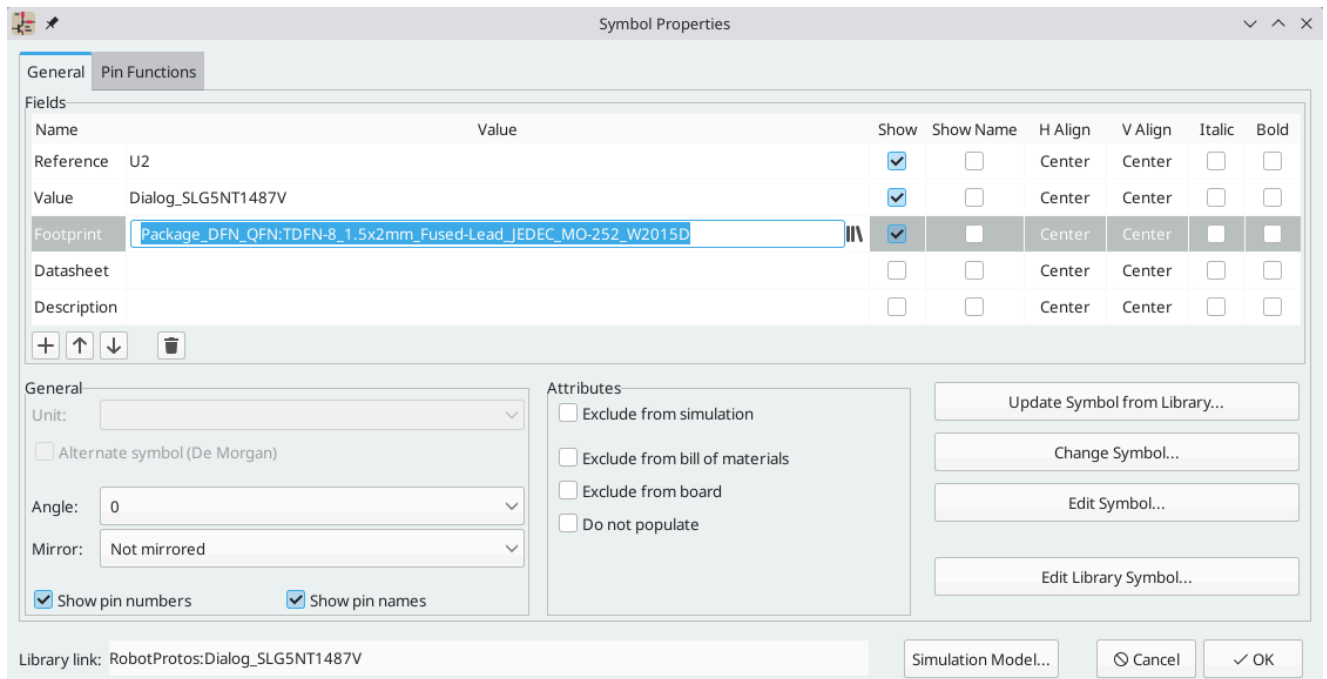 Symbol Properties
General Pin Functions
Fields
Name Value Show Show Name H Align V Align Italic Bold
Reference U2 Center Center
Value Dialog_SLG5NT1487V Center Center
Footprint Package_DFN_QFN:TDFN-8_1.5x2mm_Fused-Lead_JEDEC_MO-252_W2015D Center Center
Datasheet Center Center
Description Center Center
General
Unit:
Alternate symbol (De Morgan)
Angle: 0
Mirror: Not mirrored
Show pin numbers Show pin names
Attributes
Exclude from simulation
Exclude from bill of materials
Exclude from board
Do not populate
Update Symbol from Library...
Change Symbol...
Edit Symbol...
Edit Library Symbol...
Library link: RobotProtos:Dialog_SLG5NT1487V Simulation Model... Cancel OK